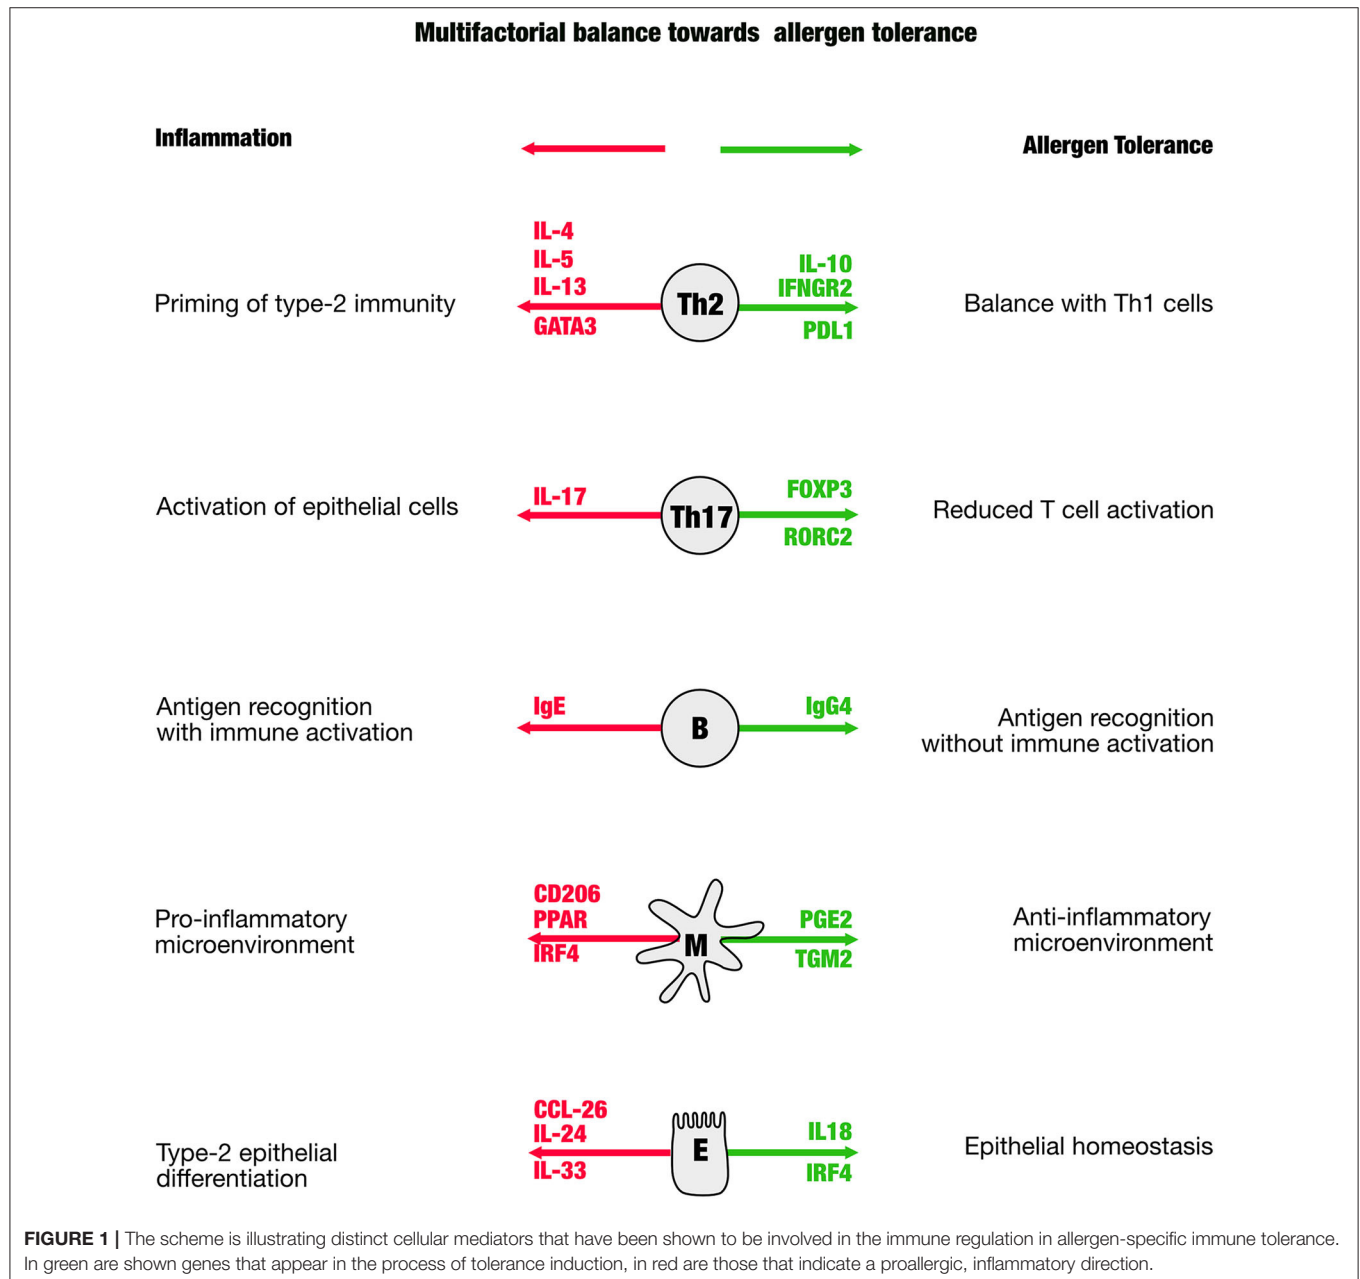 Multifactorial balance towards allergen tolerance
Inflammation
Allergen Tolerance
Priming of type-2 immunity
IL-4
IL-5
IL-13
GATA3
Th2
IL-10
IFNGR2
PDL1
Balance with Th1 cells
Activation of epithelial cells
IL-17
Th17
FOXP3
RORC2
Reduced T cell activation
Antigen recognition
with immune activation
IgE
B
IgG4
Antigen recognition
without immune activation
Pro-inflammatory
microenvironment
CD206
PPAR
IRF4
M
PGE2
TGM2
Anti-inflammatory
microenvironment
Type-2 epithelial
differentiation
CCL-26
IL-24
IL-33
E
IL18
IRF4
Epithelial homeostasis
FIGURE 1 | The scheme is illustrating distinct cellular mediators that have been shown to be involved in the immune regulation in allergen-specific immune tolerance.
In green are shown genes that appear in the process of tolerance induction, in red are those that indicate a proallergic, inflammatory direction.